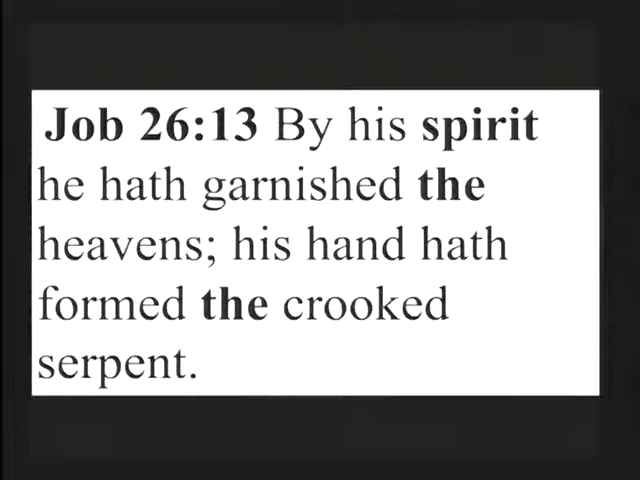 Job 26:13 By his spirit
he hath garnished the
heavens; his hand hath
formed the crooked
serpent.